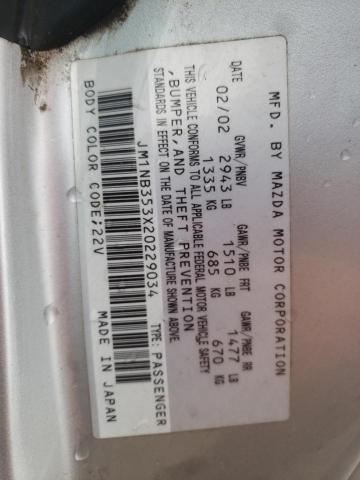 MFD. BY MAZDA MOTOR CORPORATION
DATE GVWR/PNBV GAWR/PNBE FRT GAWR/PNBE RR
02/02 2943 LB 1510 LB 1477 LB
1335 KG 685 KG 670 KG
THIS VEHICLE CONFORMS TO ALL APPLICABLE FEDERAL MOTOR VEHICLE SAFETY
,BUMPER,AND THEFT PREVENTION
STANDARDS IN EFFECT ON THE DATE OF MANUFACTURE SHOWN ABOVE.
JM1NB353X20229034 TYPE:PASSENGER
BODY COLOR CODE;22V MADE IN JAPAN